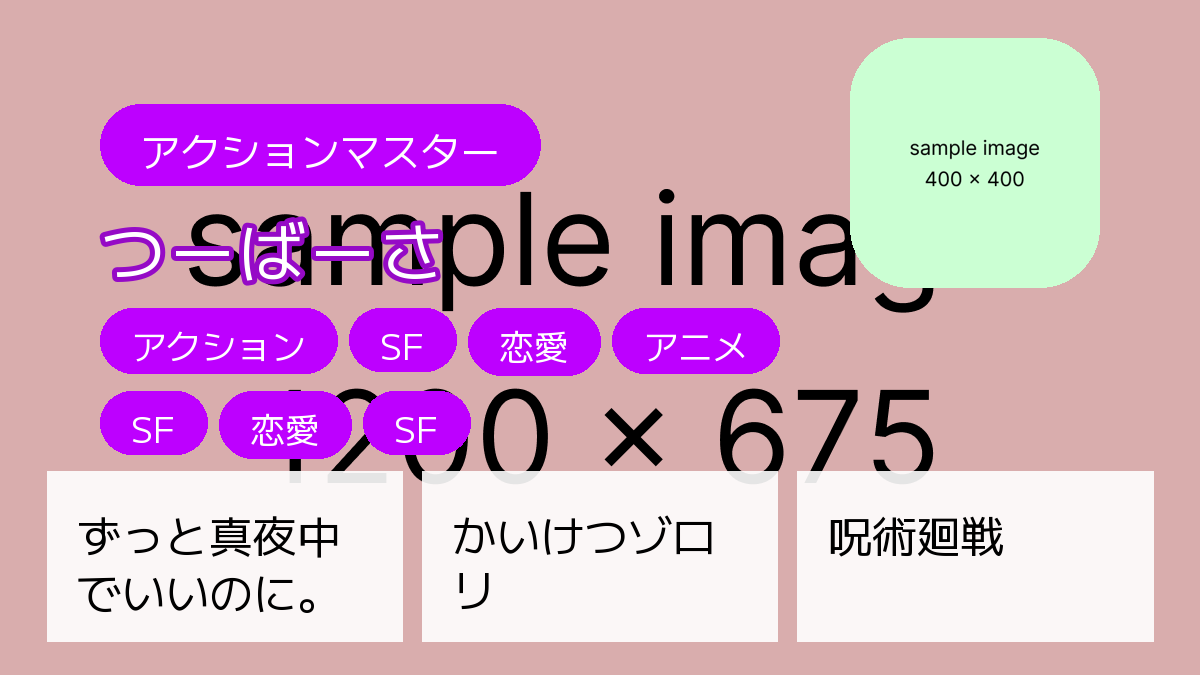 アクションマスター
sample image
400 × 400
sample imag
つーばーさ
アクション SF 恋愛 アニメ
1200 × 675
SF 恋愛 SF
ずっと真夜中
でいいのに。
かいけつゾロ
リ
呪術廻戦